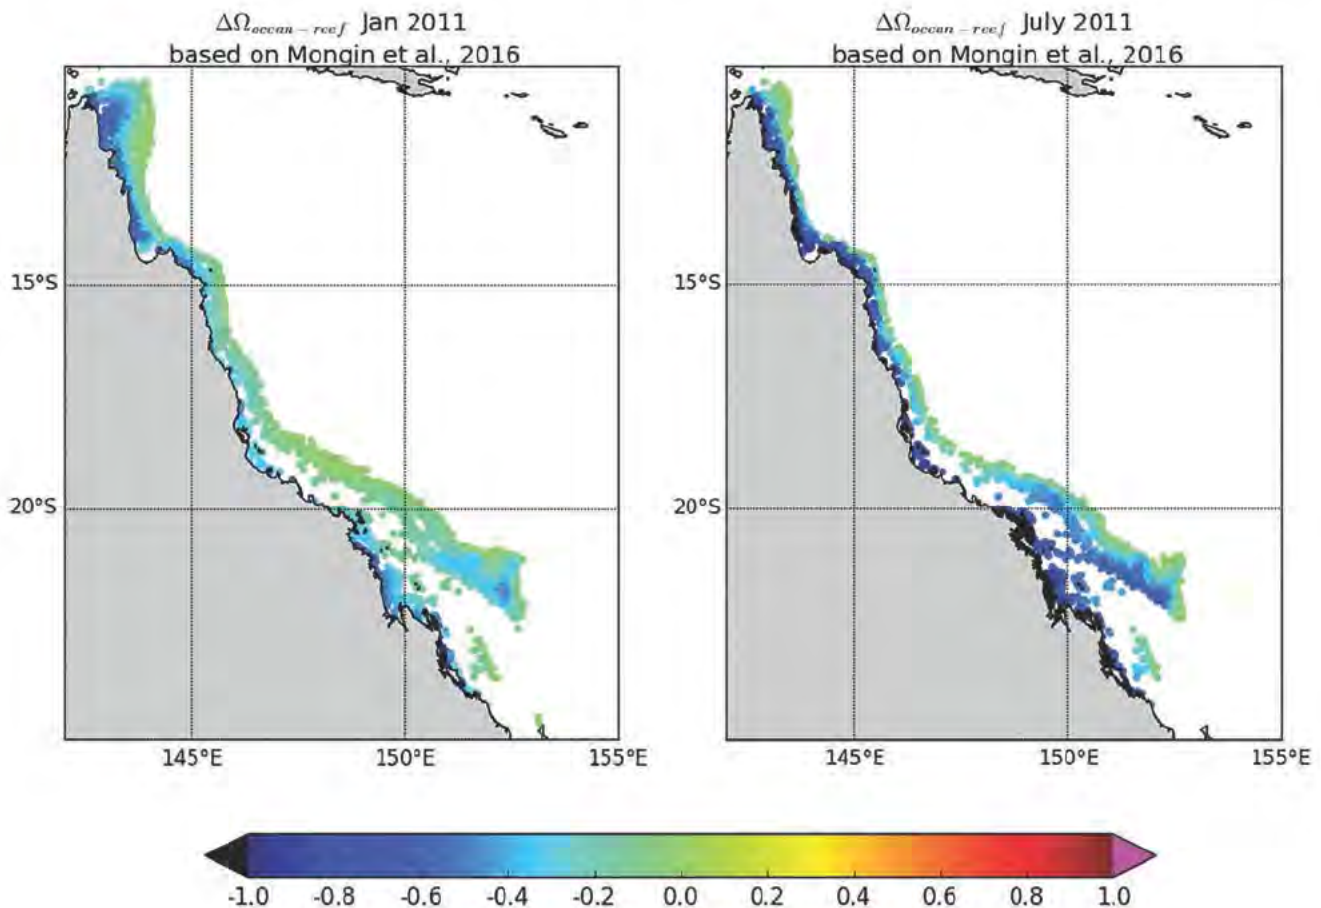 ΔΩocean-reef Jan 2011
based on Mongin et al., 2016
15°S
20°S
145°E
150°E
155°E
ΔΩocean-reef July 2011
based on Mongin et al., 2016
15°S
20°S
145°E
150°E
155°E
-1.0
-0.8
-0.6
-0.4
-0.2
0.0
0.2
0.4
0.6
0.8
1.0